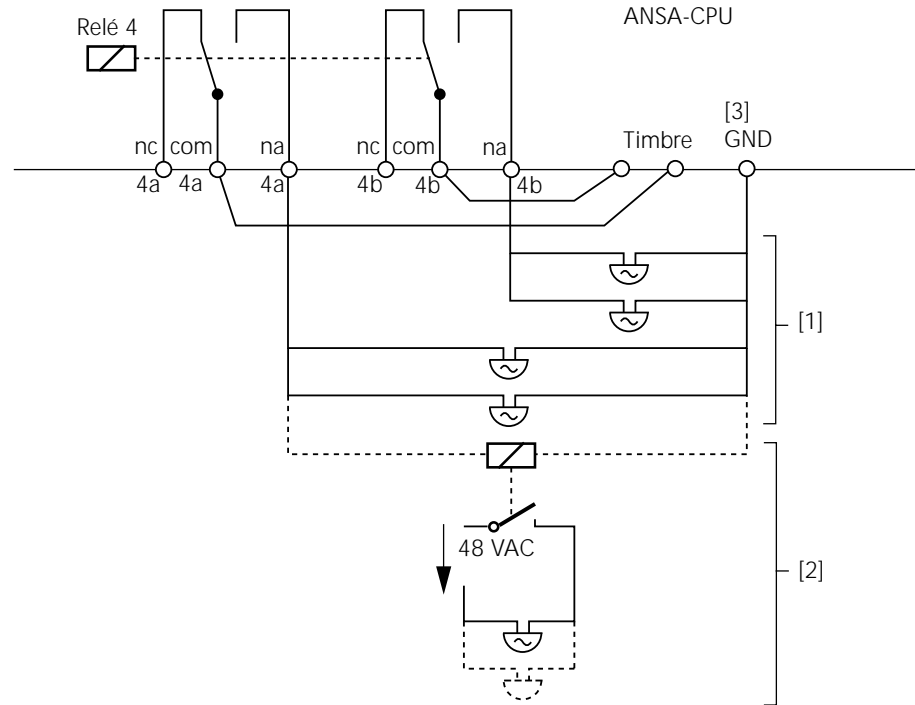 ANSA-CPU
Relé 4
[3]
nc com na nc com na Timbre GND
4a 4a 4a 4b 4b 4b
[1]
48 VAC
[2]